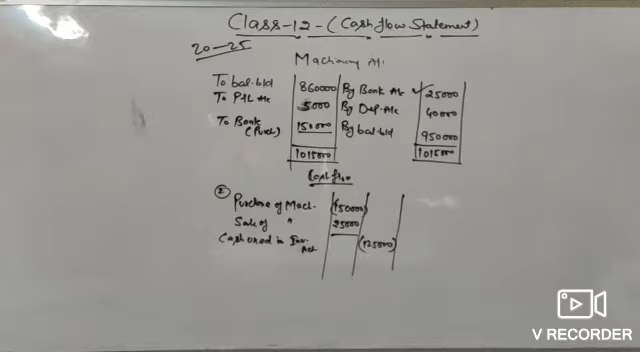 Class-12-(Cash flow Statement)
20-25
Machinery A/c
To bal. b/d 860000 By Bank A/c ✓25000
To P/L A/c 5000 By Dep. A/c 40000
To Bank (Purch.) 150000 By bal. b/d 950000
1015000 1015000
Cash flow
Purchase of Mach. (150000)
Sale of " 25000
Cash used in Inv. Act. (125000)
V RECORDER